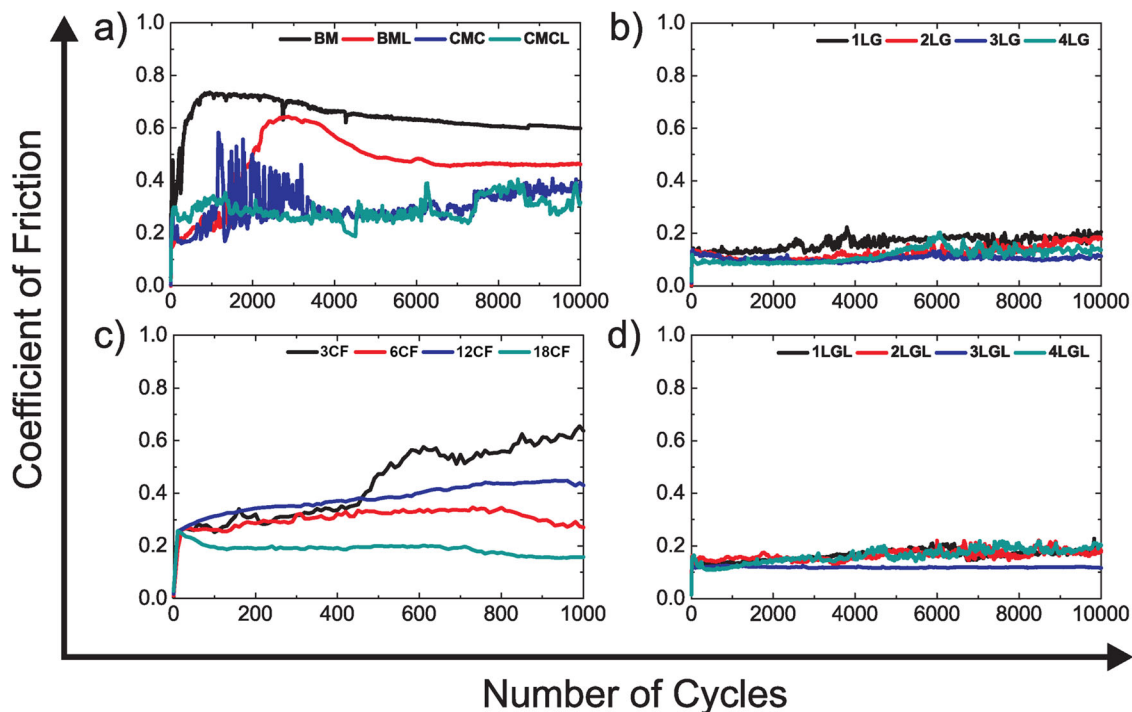 a)
BM BML CMC CMCL
1.0
0.8
0.6
0.4
0.2
0.0
0 2000 4000 6000 8000 10000
b)
1LG 2LG 3LG 4LG
1.0
0.8
0.6
0.4
0.2
0.0
0 2000 4000 6000 8000 10000
c)
3CF 6CF 12CF 18CF
1.0
0.8
0.6
0.4
0.2
0.0
0 200 400 600 800 1000
d)
1LGL 2LGL 3LGL 4LGL
1.0
0.8
0.6
0.4
0.2
0.0
0 2000 4000 6000 8000 10000
Coefficient of Friction
Number of Cycles